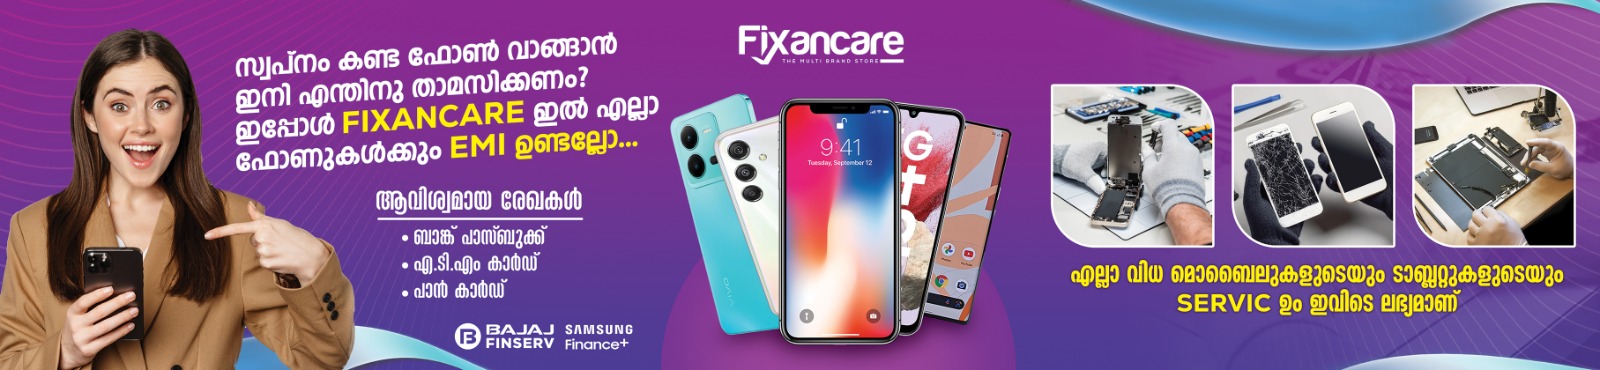 സ്വപ്നം കണ്ട ഫോൺ വാങ്ങാൻ
ഇനി എന്തിനു താമസിക്കണം?
ഇപ്പോൾ FIXANCARE ഇൽ എല്ലാ
ഫോണുകൾക്കും EMI ഉണ്ടല്ലോ...
ആവിശ്വമായ രേഖകൾ
• ബാങ്ക് പാസ്ബുക്ക്
• എ.ടി.എം കാർഡ്
• പാൻ കാർഡ്
BAJAJ
FINSERV
SAMSUNG
Finance+
Fixancare
THE MULTI BRAND STORE
9:41
Tuesday, September 12
എല്ലാ വിധ മൊബൈലുകളുടെയും ടാബ്ലറ്റുകളുടെയും
SERVIC ഉം ഇവിടെ ലഭ്യമാണ്